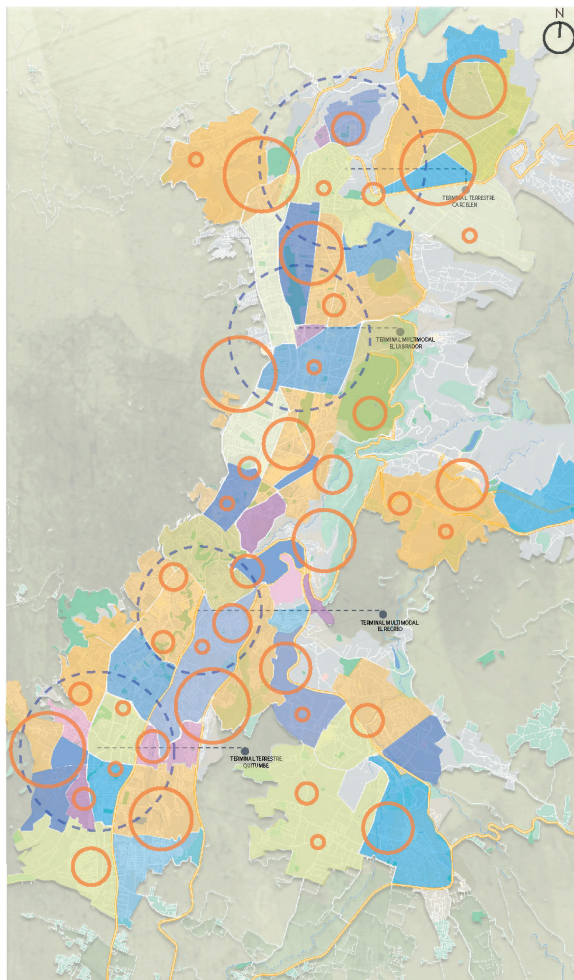 N
TERMINAL TERRESTRE
CARCELEN
TERMINAL MULTIMODAL
EL LABRADOR
TERMINAL MULTIMODAL
EL RECREO
TERMINAL TERRESTRE
QUITUMBE